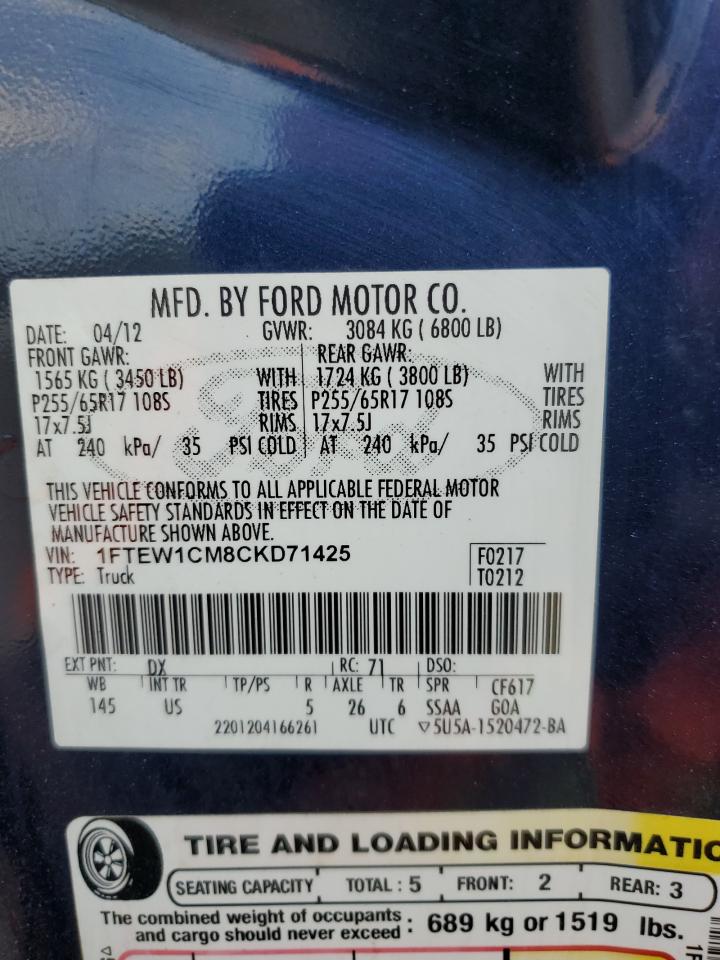 MFD. BY FORD MOTOR CO.
DATE: 04/12 GVWR: 3084 KG ( 6800 LB)
FRONT GAWR: REAR GAWR:
1565 KG ( 3450 LB) WITH 1724 KG ( 3800 LB) WITH
P255/65R17 108S TIRES P255/65R17 108S TIRES
17x7.5J RIMS 17x7.5J RIMS
AT 240 kPa/ 35 PSI COLD AT 240 kPa/ 35 PSI COLD
THIS VEHICLE CONFORMS TO ALL APPLICABLE FEDERAL MOTOR
VEHICLE SAFETY STANDARDS IN EFFECT ON THE DATE OF
MANUFACTURE SHOWN ABOVE.
VIN: 1FTEW1CM8CKD71425 F0217
TYPE: Truck T0212
EXT PNT: DX RC: 71 DSO:
WB INT TR TP/PS R AXLE TR SPR CF617
145 US 5 26 6 SSAA GOA
2201204166261 UTC ▽5U5A-1520472-BA
TIRE AND LOADING INFORMATIO
SEATING CAPACITY TOTAL : 5 FRONT: 2 REAR: 3
The combined weight of occupants
and cargo should never exceed : 689 kg or 1519 lbs.